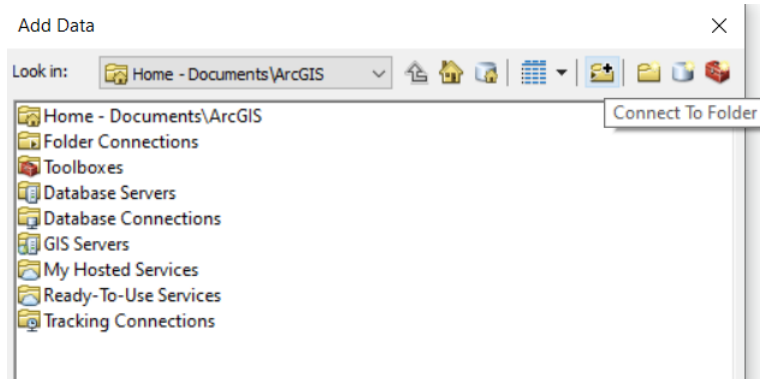 Add Data
Look in: Home - Documents\ArcGIS
Connect To Folder
Home - Documents\ArcGIS
Folder Connections
Toolboxes
Database Servers
Database Connections
GIS Servers
My Hosted Services
Ready-To-Use Services
Tracking Connections